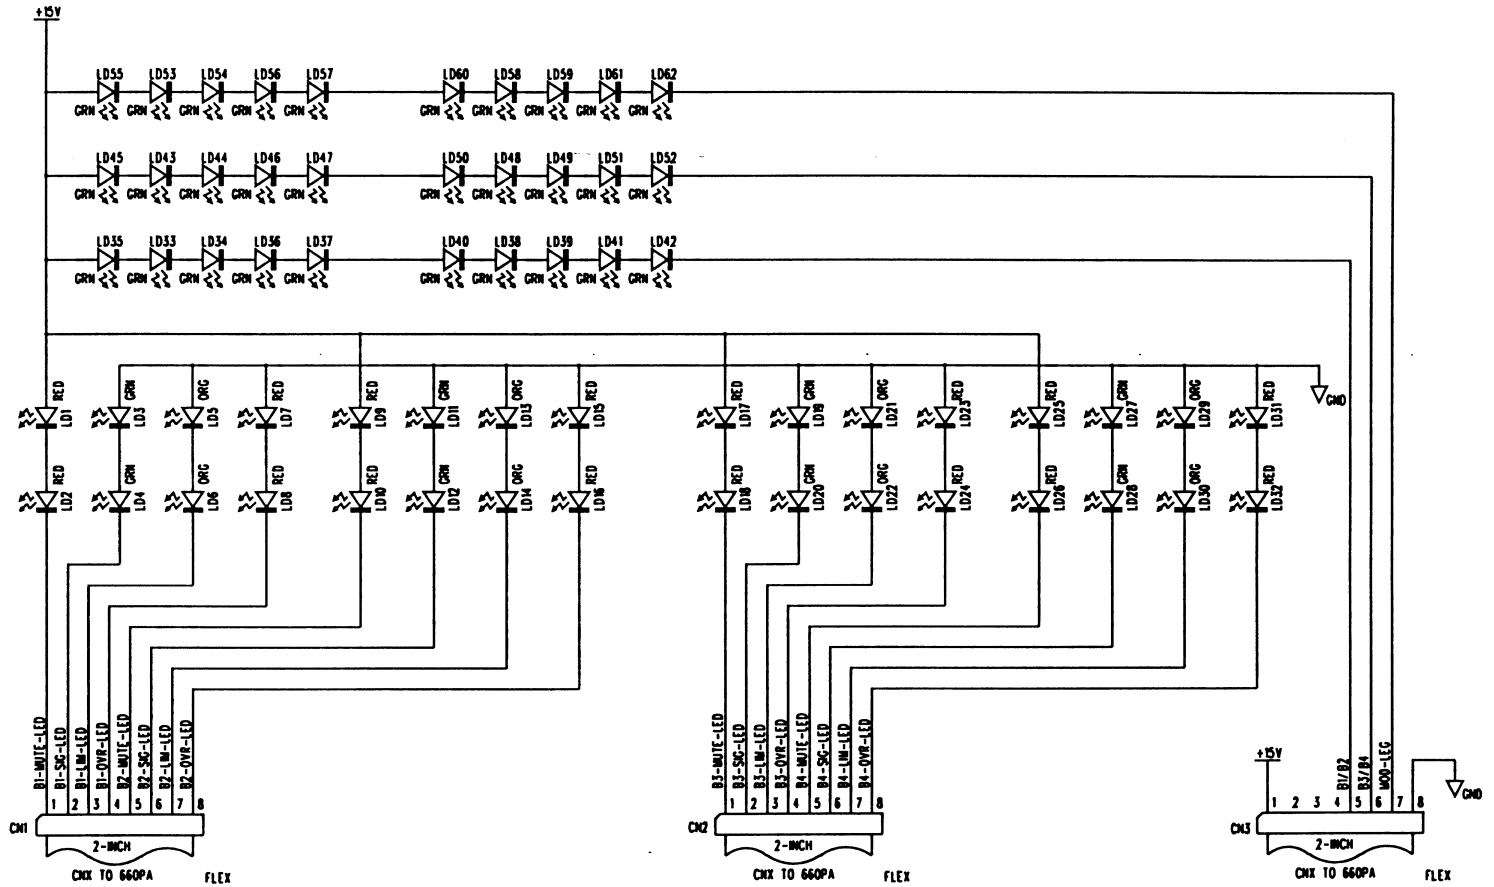 +15V
LD55 LD53 LD54 LD56 LD57 LD60 LD58 LD59 LD61 LD62
GRN GRN GRN GRN GRN GRN GRN GRN GRN GRN
LD45 LD43 LD44 LD46 LD47 LD50 LD48 LD49 LD51 LD52
GRN GRN GRN GRN GRN GRN GRN GRN GRN GRN
LD35 LD33 LD34 LD36 LD37 LD40 LD38 LD39 LD41 LD42
GRN GRN GRN GRN GRN GRN GRN GRN GRN GRN
RED GRN ORG RED RED GRN ORG RED RED GRN ORG RED RED GRN ORG RED
LD1 LD3 LD5 LD7 LD9 LD11 LD13 LD15 LD17 LD19 LD21 LD23 LD25 LD27 LD29 LD31
GND
RED GRN ORG RED RED GRN ORG RED RED GRN ORG RED RED GRN ORG RED
LD2 LD4 LD6 LD8 LD10 LD12 LD14 LD16 LD18 LD20 LD22 LD24 LD26 LD28 LD30 LD32
B1-MUTE-LED
B1-SIG-LED
B1-LIM-LED
B1-OVR-LED
B2-MUTE-LED
B2-SIG-LED
B2-LIM-LED
B2-OVR-LED
1 2 3 4 5 6 7 8
CN1
2-INCH
CNX TO 660PA
FLEX
B3-MUTE-LED
B3-SIG-LED
B3-LIM-LED
B3-OVR-LED
B4-MUTE-LED
B4-SIG-LED
B4-LIM-LED
B4-OVR-LED
1 2 3 4 5 6 7 8
CN2
2-INCH
CNX TO 660PA
FLEX
+15V
B1/B2
B3/B4
MOO-LEG
GND
1 2 3 4 5 6 7 8
CN3
2-INCH
CNX TO 660PA
FLEX